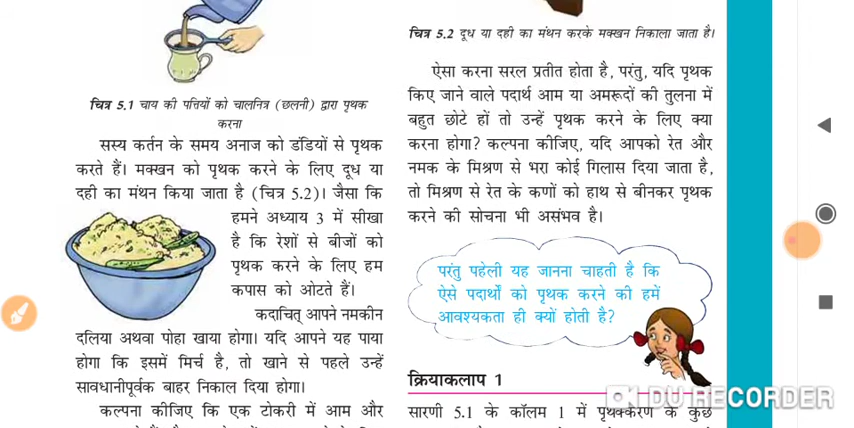 चित्र 5.1 चाय की पत्तियों को चालनित्र (छलनी) द्वारा पृथक
करना
सस्य कर्तन के समय अनाज को डंडियों से पृथक
करते हैं। मक्खन को पृथक करने के लिए दूध या
दही का मंथन किया जाता है (चित्र 5.2)। जैसा कि
हमने अध्याय 3 में सीखा
है कि रेशों से बीजों को
पृथक करने के लिए हम
कपास को ओटते हैं।
कदाचित् आपने नमकीन
दलिया अथवा पोहा खाया होगा। यदि आपने यह पाया
होगा कि इसमें मिर्च है, तो खाने से पहले उन्हें
सावधानीपूर्वक बाहर निकाल दिया होगा।
कल्पना कीजिए कि एक टोकरी में आम और
चित्र 5.2 दूध या दही का मंथन करके मक्खन निकाला जाता है।
ऐसा करना सरल प्रतीत होता है, परंतु, यदि पृथक
किए जाने वाले पदार्थ आम या अमरूदों की तुलना में
बहुत छोटे हों तो उन्हें पृथक करने के लिए क्या
करना होगा? कल्पना कीजिए, यदि आपको रेत और
नमक के मिश्रण से भरा कोई गिलास दिया जाता है,
तो मिश्रण से रेत के कणों को हाथ से बीनकर पृथक
करने की सोचना भी असंभव है।
परंतु पहेली यह जानना चाहती है कि
ऐसे पदार्थों को पृथक करने की हमें
आवश्यकता ही क्यों होती है?
क्रियाकलाप 1
सारणी 5.1 के कॉलम 1 में पृथक्करण के कुछ
DU RECORDER